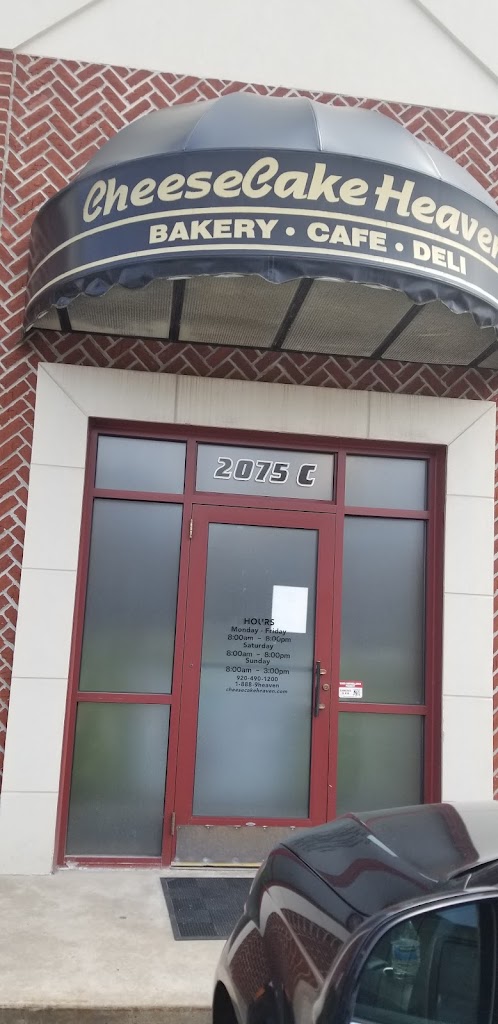 CheeseCake Heaven
BAKERY • CAFE • DELI
2075 C
HOURS
Monday - Friday
8:00am - 8:00pm
Saturday
8:00am - 8:00pm
Sunday
8:00am - 3:00pm
920-490-1200
1-888-9heaven
cheesecakeheaven.com